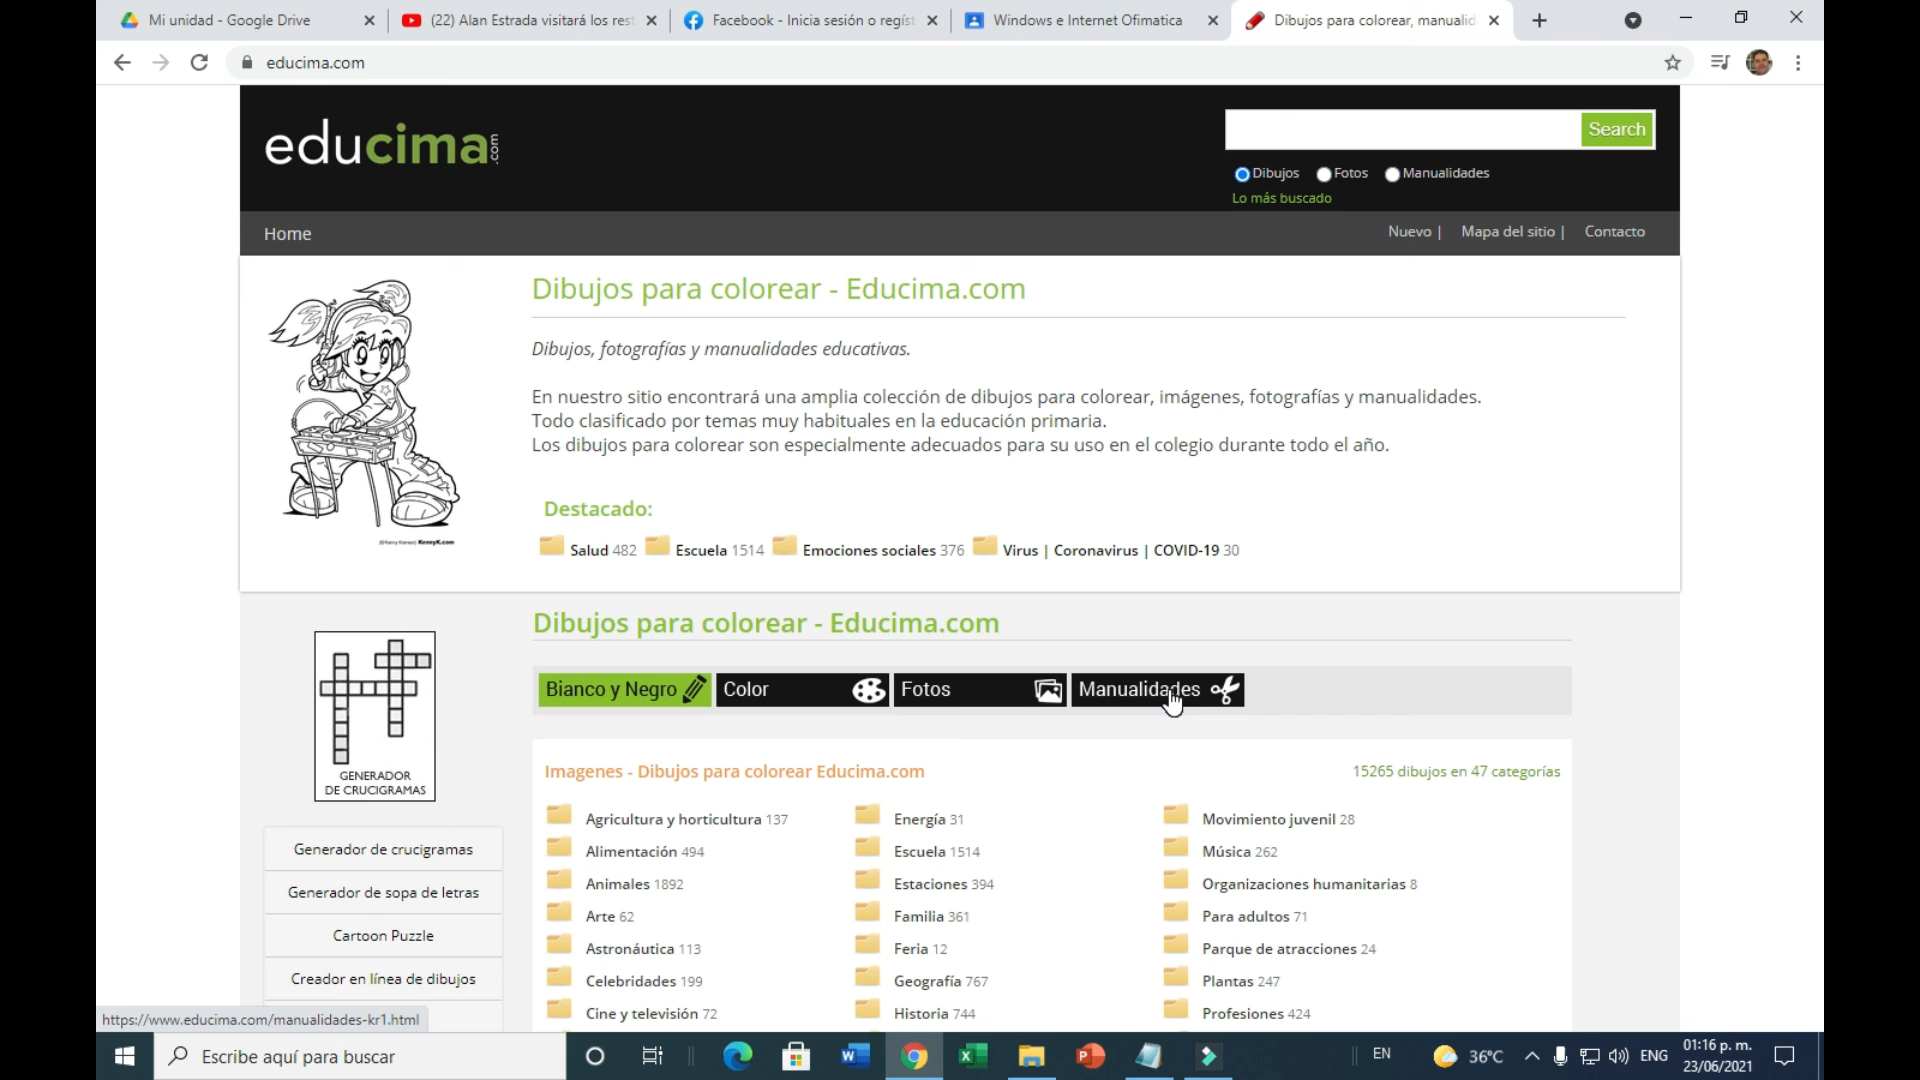 Mi unidad - Google Drive
(22) Alan Estrada visitará los rest
Facebook - Inicia sesión o regíst
Windows e Internet Ofimatica
Dibujos para colorear, manualid
educima.com
educima.com
Search
Dibujos Fotos Manualidades
Lo más buscado
Home
Nuevo | Mapa del sitio | Contacto
Dibujos para colorear - Educima.com
Dibujos, fotografías y manualidades educativas.
En nuestro sitio encontrará una amplia colección de dibujos para colorear, imágenes, fotografías y manualidades.
Todo clasificado por temas muy habituales en la educación primaria.
Los dibujos para colorear son especialmente adecuados para su uso en el colegio durante todo el año.
KennyK.com
Destacado:
Salud 482 Escuela 1514 Emociones sociales 376 Virus | Coronavirus | COVID-19 30
Dibujos para colorear - Educima.com
Bianco y Negro Color Fotos Manualidades
GENERADOR
DE CRUCIGRAMAS
Imagenes - Dibujos para colorear Educima.com
15265 dibujos en 47 categorías
Agricultura y horticultura 137
Energía 31
Movimiento juvenil 28
Alimentación 494
Escuela 1514
Música 262
Animales 1892
Estaciones 394
Organizaciones humanitarias 8
Arte 62
Familia 361
Para adultos 71
Astronáutica 113
Feria 12
Parque de atracciones 24
Celebridades 199
Geografía 767
Plantas 247
Cine y televisión 72
Historia 744
Profesiones 424
Generador de crucigramas
Generador de sopa de letras
Cartoon Puzzle
Creador en línea de dibujos
https://www.educima.com/manualidades-kr1.html
Escribe aquí para buscar
EN
36°C
ENG
01:16 p. m.
23/06/2021